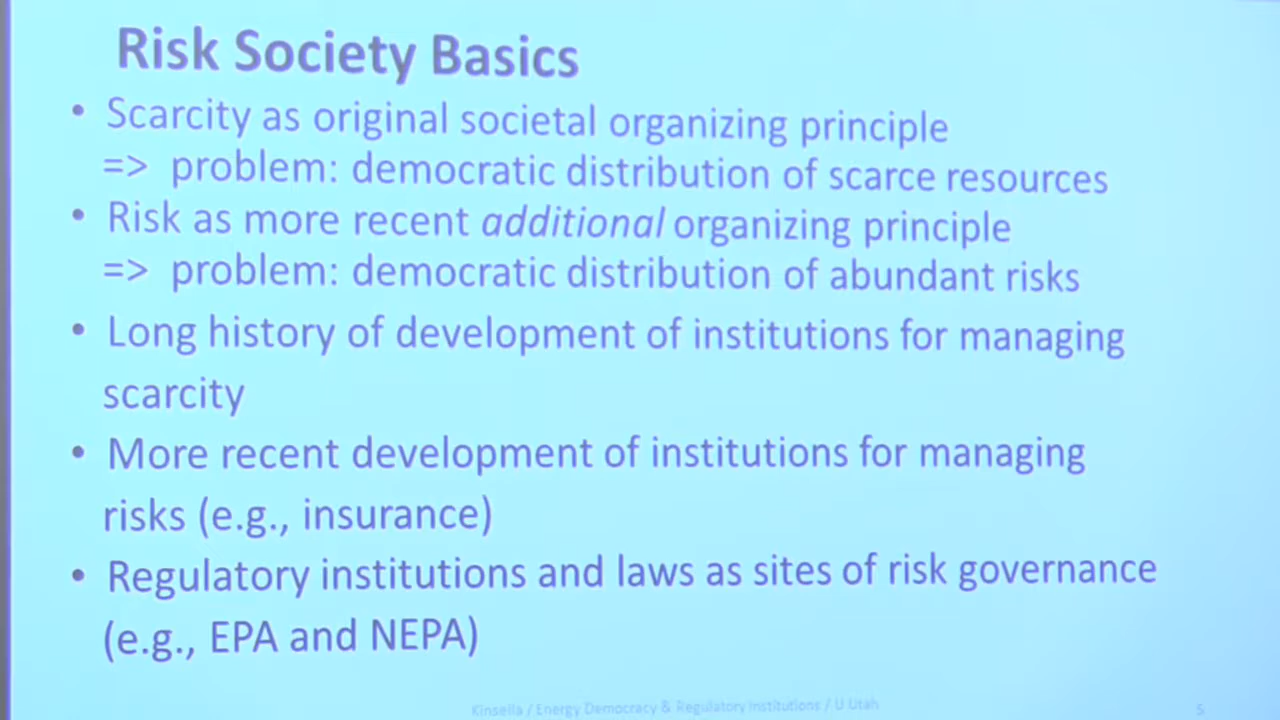 Risk Society Basics
• Scarcity as original societal organizing principle
=> problem: democratic distribution of scarce resources
• Risk as more recent additional organizing principle
=> problem: democratic distribution of abundant risks
• Long history of development of institutions for managing
scarcity
• More recent development of institutions for managing
risks (e.g., insurance)
• Regulatory institutions and laws as sites of risk governance
(e.g., EPA and NEPA)
Kinsella / Energy Democracy & Regulatory Institutions / U Utah
5